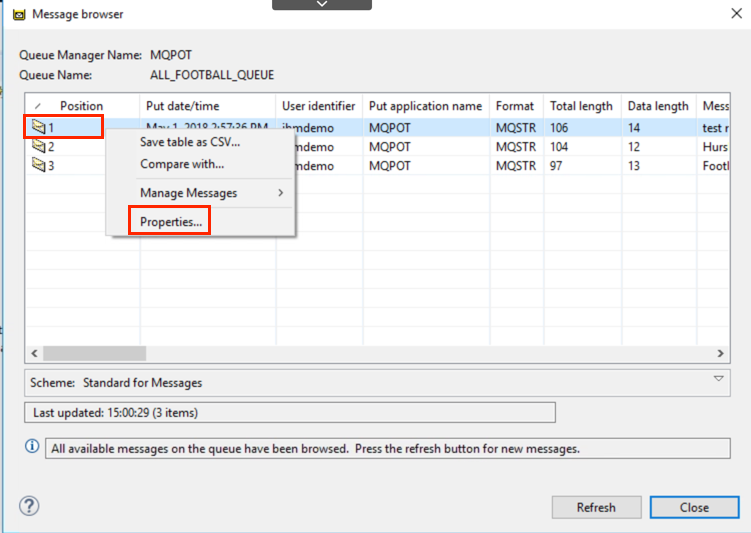 Message browser
Queue Manager Name: MQPOT
Queue Name: ALL_FOOTBALL_QUEUE
Position Put date/time User identifier Put application name Format Total length Data length Mess
1 May 1, 2018 2:57:36 PM ibmdemo MQPOT MQSTR 106 14 test
2 mdemo MQPOT MQSTR 104 12 Hurs
3 mdemo MQPOT MQSTR 97 13 Footl
Save table as CSV...
Compare with...
Manage Messages
Properties...
Scheme: Standard for Messages
Last updated: 15:00:29 (3 items)
All available messages on the queue have been browsed. Press the refresh button for new messages.
Refresh Close